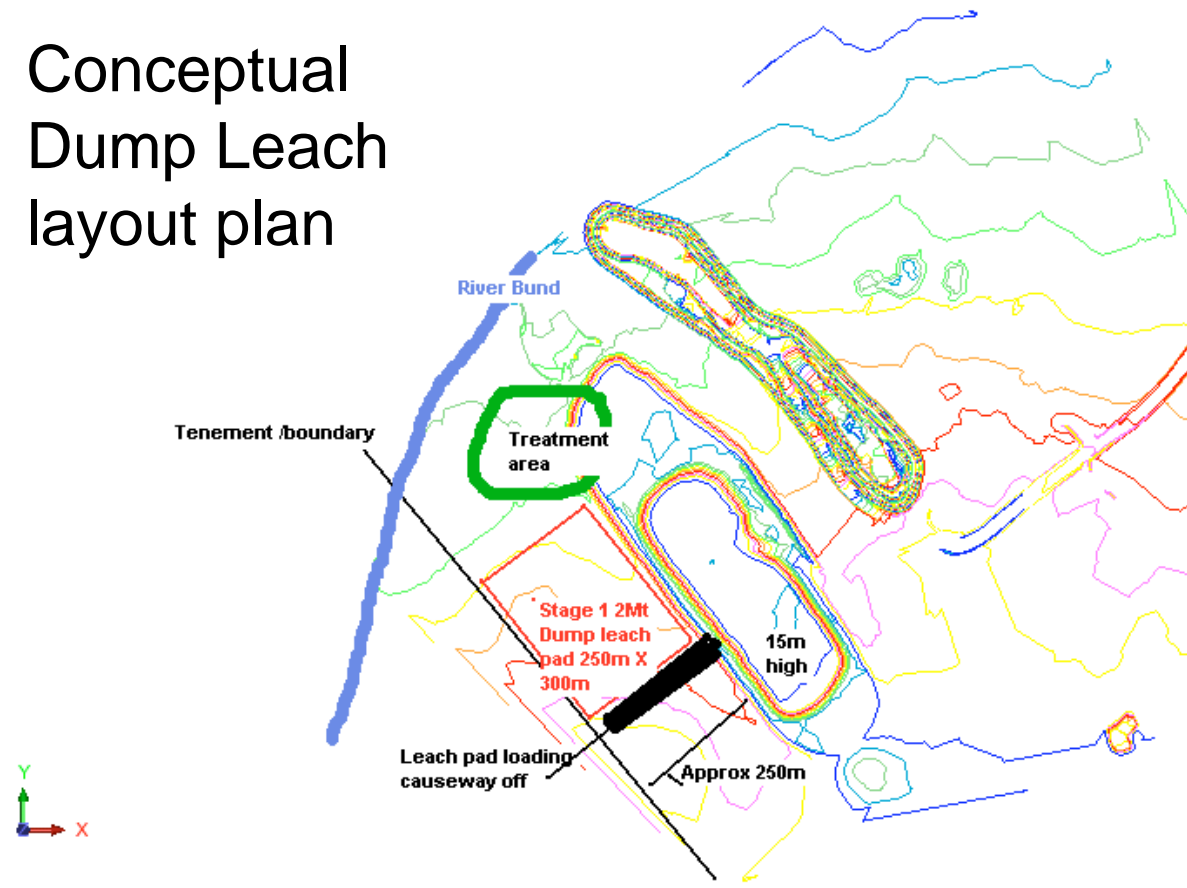 Conceptual
Dump Leach
layout plan
River Bund
Tenement /boundary
Treatment
area
Stage 1 2Mt
Dump leach
pad 250m X
300m
15m
high
Leach pad loading
causeway off
Approx 250m
Y
X